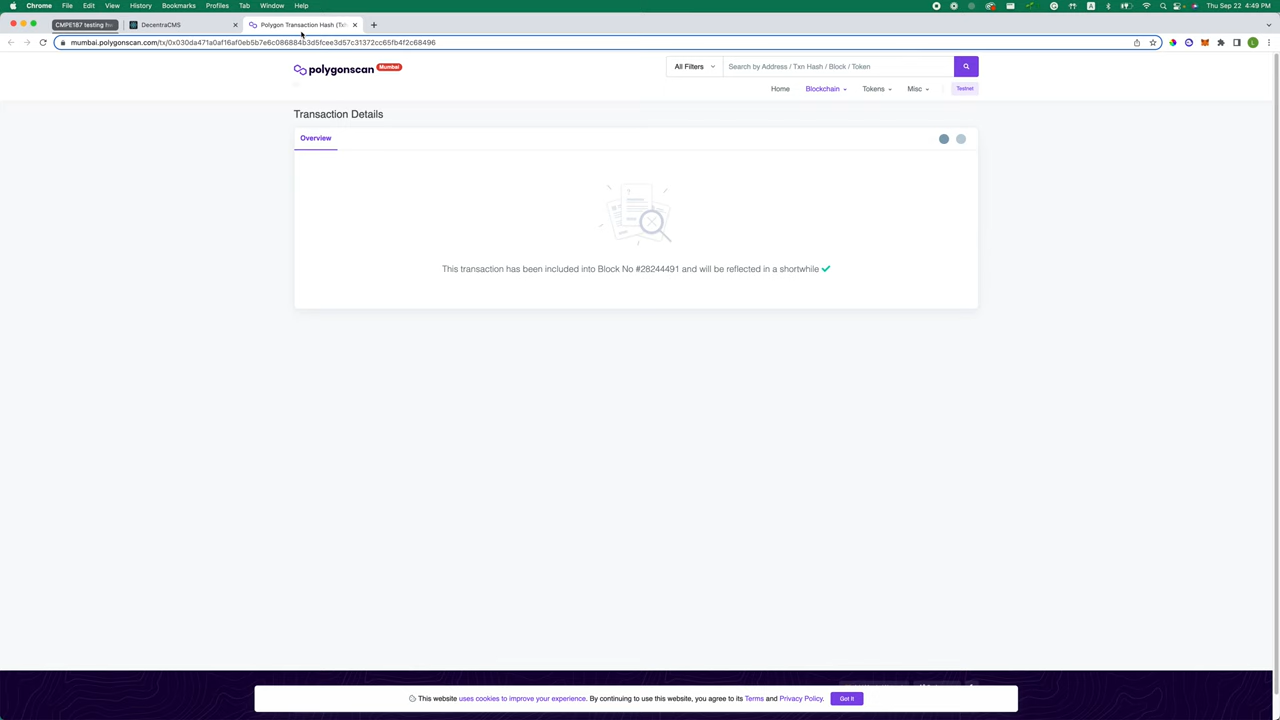 Chrome File Edit View History Bookmarks Profiles Tab Window Help
Thu Sep 22 4:49 PM
CMPE187 testing h
DecentraCMS
Polygon Transaction Hash (Txh
mumbai.polygonscan.com/tx/0x030da471a0af16af0eb5b7e6c086884b3d5fcee3d57c31372cc65fb4f2c68496
polygonscan Mumbai
All Filters Search by Address / Txn Hash / Block / Token
Home Blockchain Tokens Misc Testnet
Transaction Details
Overview
This transaction has been included into Block No #28244491 and will be reflected in a shortwhile
This website uses cookies to improve your experience. By continuing to use this website, you agree to its Terms and Privacy Policy. Got It